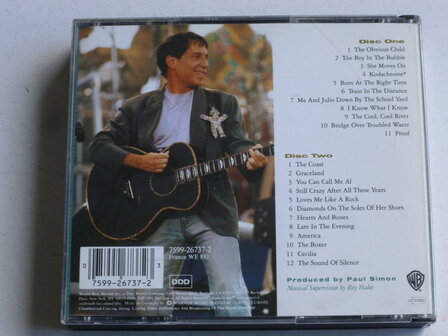 Disc One
1 The Obvious Child
2 The Boy In The Bubble
3 She Moves On
4 Kodachrome*
5 Born At The Right Time
6 Train In The Distance
7 Me And Julio Down By The School Yard
8 I Know What I Know
9 The Cool, Cool River
10 Bridge Over Troubled Water
11 Proof
Disc Two
1 The Coast
2 Graceland
3 You Can Call Me Al
4 Still Crazy After All These Years
5 Loves Me Like A Rock
6 Diamonds On The Soles Of Her Shoes
7 Hearts And Bones
8 Late In The Evening
9 America
10 The Boxer
11 Cecilia
12 The Sound Of Silence
Produced by Paul Simon
Musical Supervision by Roy Halee
7599-26737-2
France WE 893
0 3
7599-26737-2
DDD